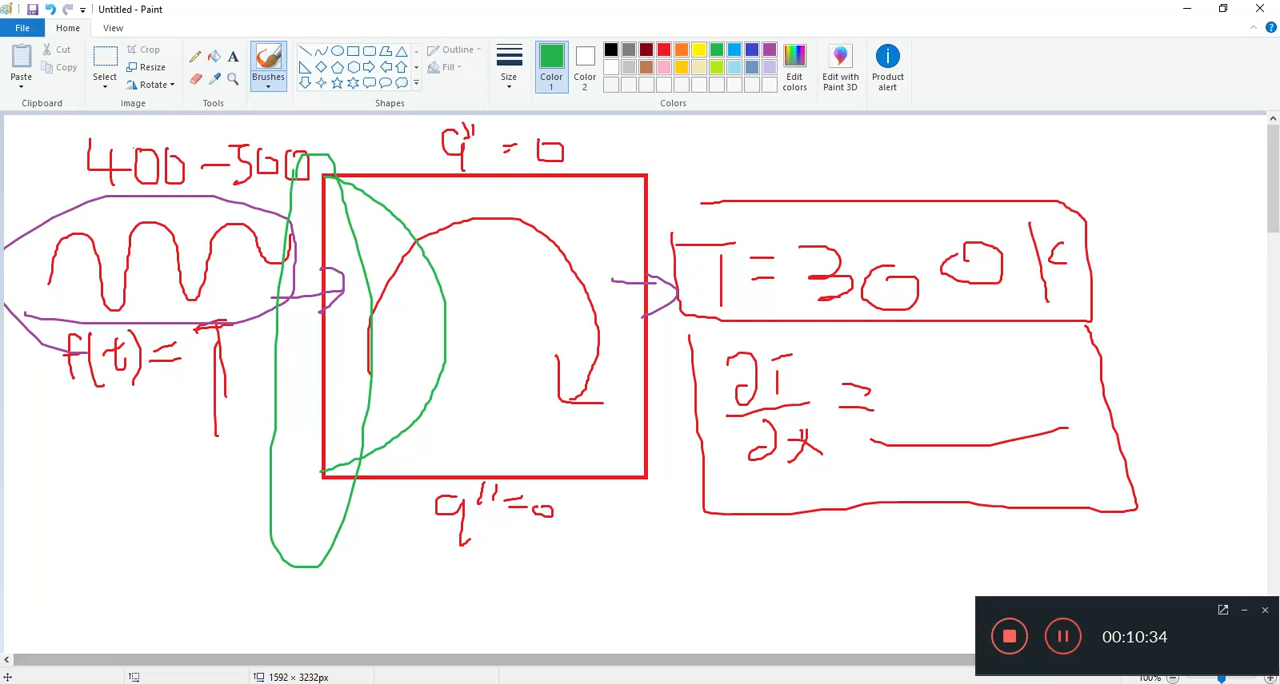 Untitled - Paint
File
Home
View
Paste
Cut
Copy
Clipboard
Select
Crop
Resize
Rotate
Image
Tools
Brushes
Shapes
Outline
Fill
Size
Color 1
Color 2
Colors
Edit colors
Edit with Paint 3D
Product alert
400-300
q" = 0
T = 300 K
f(t) = T
∂T
∂x
=
q" = 0
00:10:34
1592 × 3232px
100%